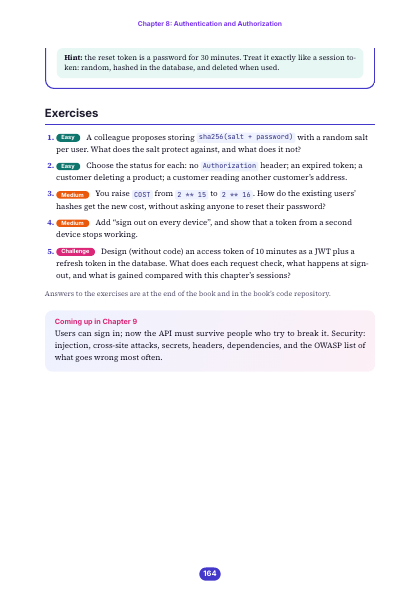 Chapter 8: Authentication and Authorization
Hint: the reset token is a password for 30 minutes. Treat it exactly like a session to-
ken: random, hashed in the database, and deleted when used.
Exercises
1. Easy A colleague proposes storing sha256(salt + password) with a random salt
per user. What does the salt protect against, and what does it not?
2. Easy Choose the status for each: no Authorization header; an expired token; a
customer deleting a product; a customer reading another customer's address.
3. Medium You raise COST from 2 ** 15 to 2 ** 16. How do the existing users'
hashes get the new cost, without asking anyone to reset their password?
4. Medium Add “sign out on every device”, and show that a token from a second
device stops working.
5. Challenge Design (without code) an access token of 10 minutes as a JWT plus a
refresh token in the database. What does each request check, what happens at sign-
out, and what is gained compared with this chapter's sessions?
Answers to the exercises are at the end of the book and in the book's code repository.
Coming up in Chapter 9
Users can sign in; now the API must survive people who try to break it. Security:
injection, cross-site attacks, secrets, headers, dependencies, and the OWASP list of
what goes wrong most often.
164